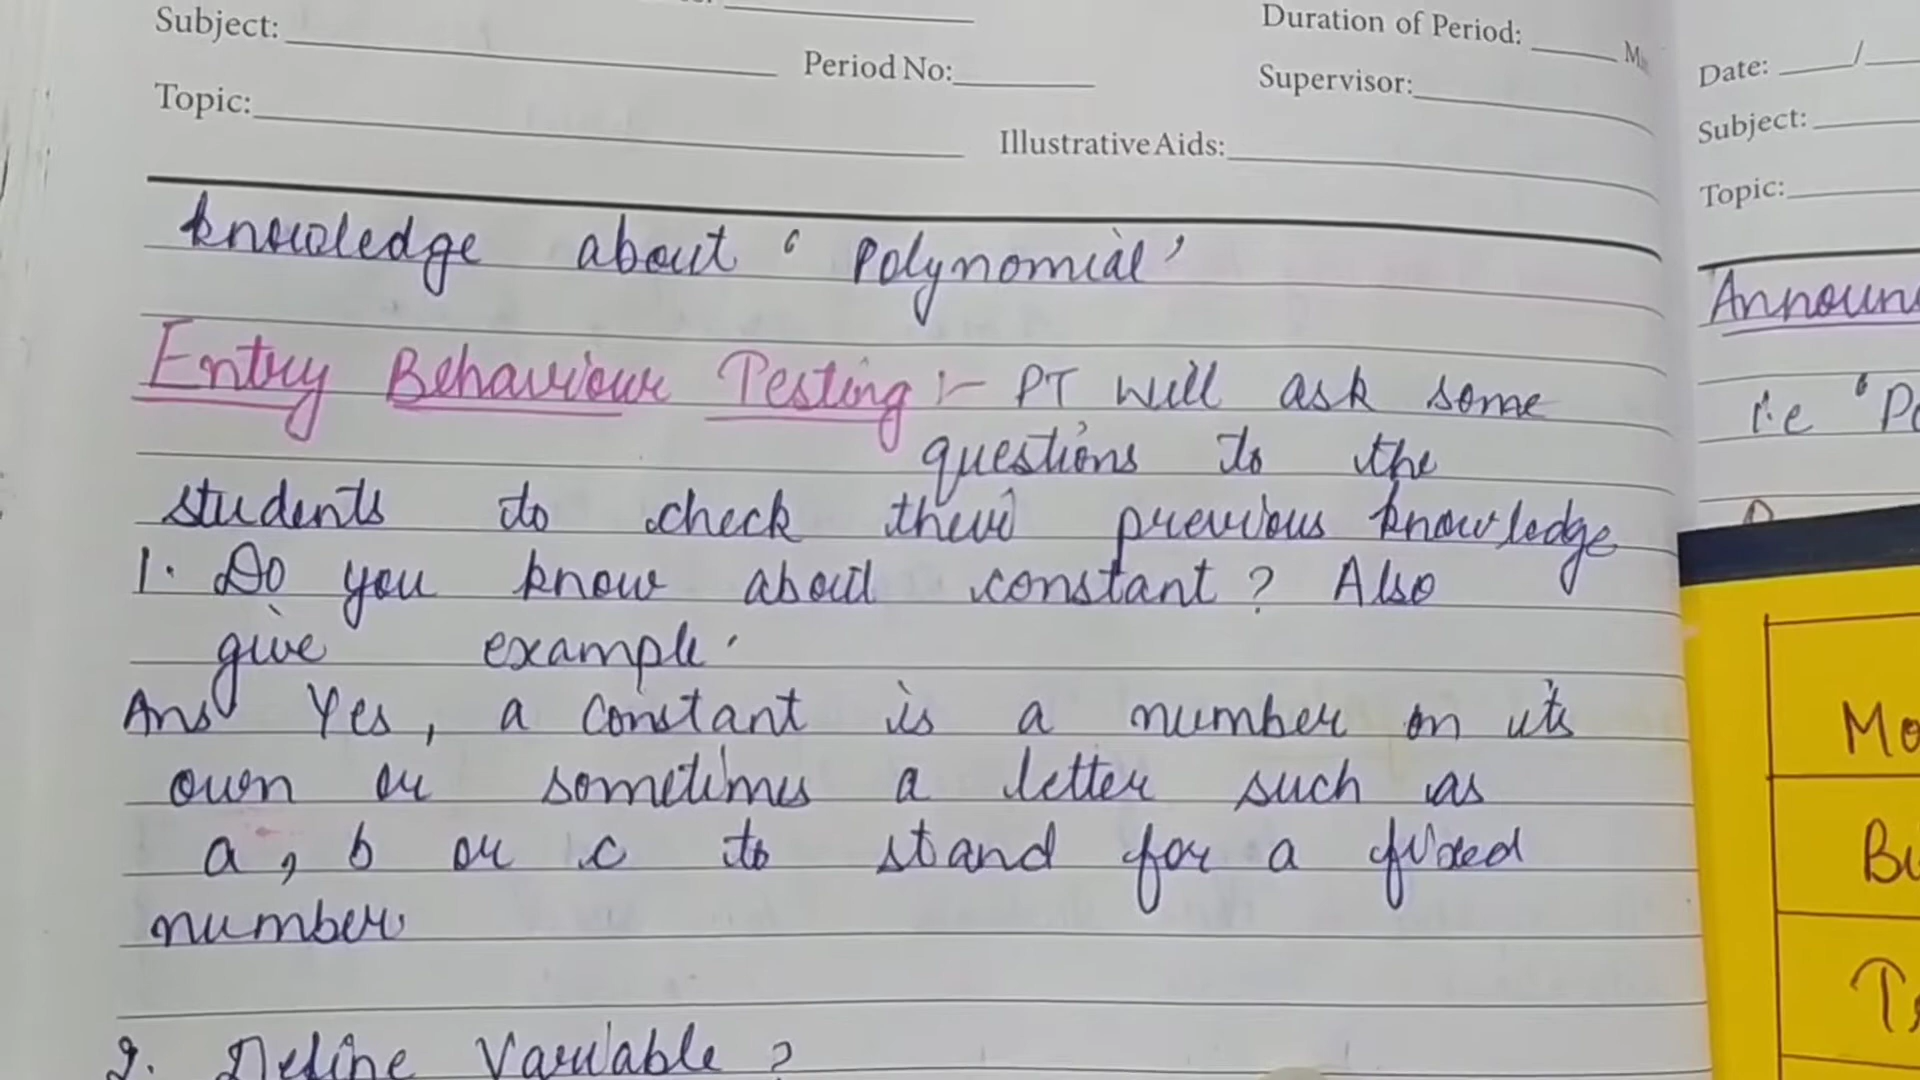 Subject:
Period No:
Duration of Period:
Supervisor:
Topic:
Illustrative Aids:
knowledge about ' Polynomial'
Entry Behaviour Testing :- PT will ask some
questions to the
students to check their previous knowledge
1. Do you know about constant ? Also
give example.
Ans Yes, a constant is a number on its
own or sometimes a letter such as
a, b or c to stand for a fixed
number
2. Define Variable ?
Date: /
Subject:
Topic:
i.e '